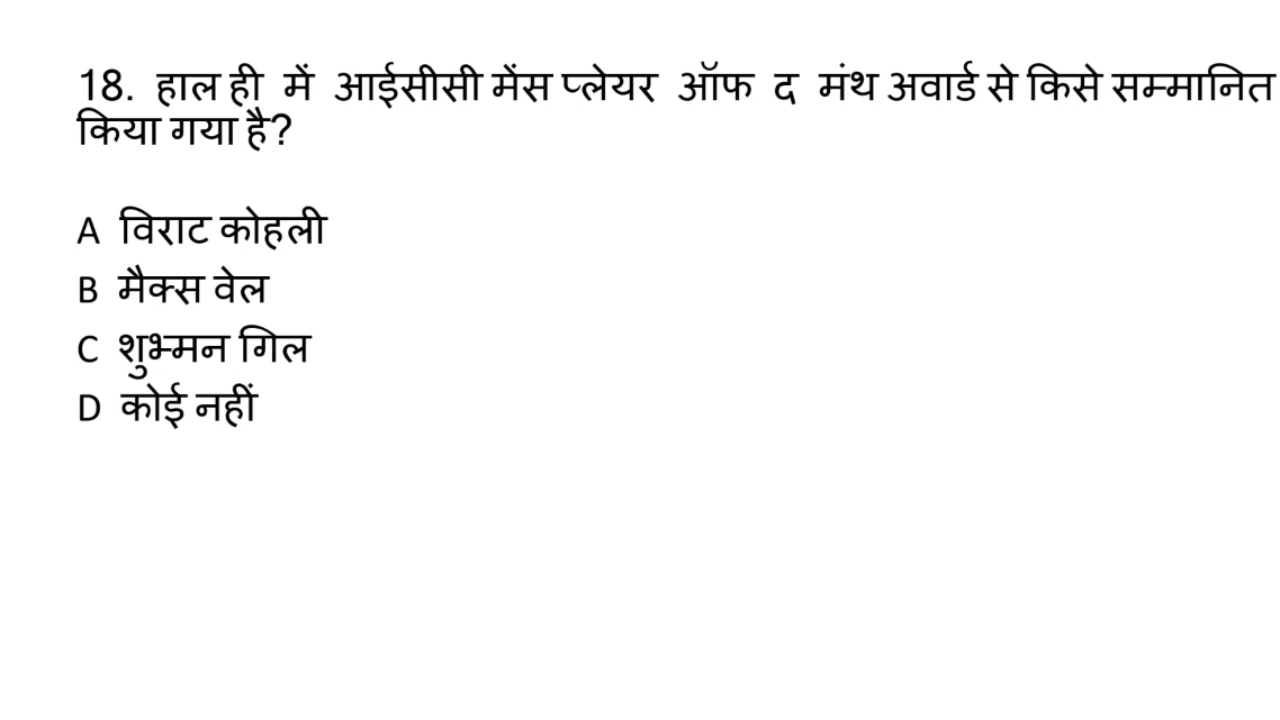 18. हाल ही में आईसीसी मेंस प्लेयर ऑफ द मंथ अवार्ड से किसे सम्मानित
किया गया है?
A विराट कोहली
B मैक्स वेल
C शुभ्मन गिल
D कोई नहीं